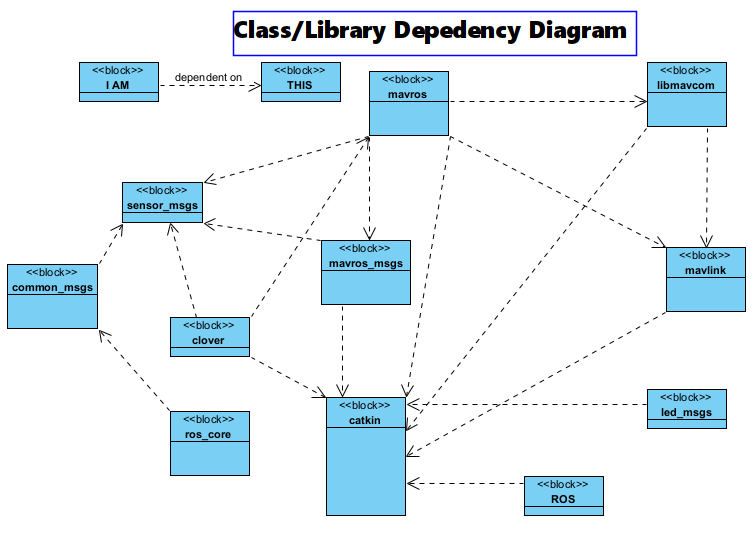 Class/Library Depedency Diagram
<<block>>
I AM
dependent on
<<block>>
THIS
<<block>>
mavros
<<block>>
libmavcom
<<block>>
sensor_msgs
<<block>>
mavros_msgs
<<block>>
mavlink
<<block>>
common_msgs
<<block>>
clover
<<block>>
catkin
<<block>>
led_msgs
<<block>>
ros_core
<<block>>
ROS